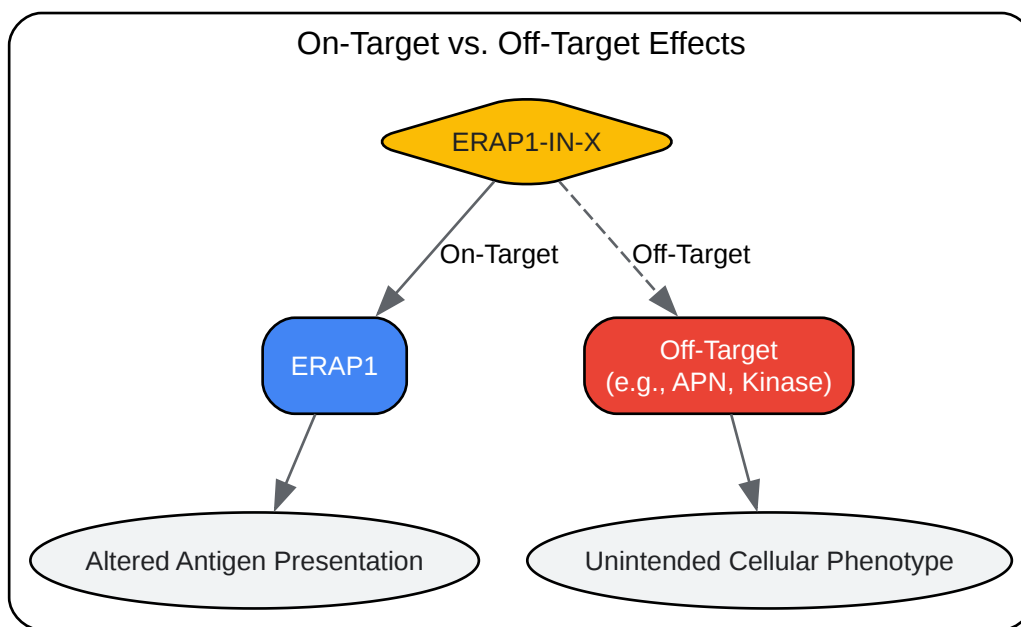 On-Target vs. Off-Target Effects
ERAP1-IN-X
On-Target
Off-Target
ERAP1
Off-Target
(e.g., APN, Kinase)
Altered Antigen Presentation
Unintended Cellular Phenotype